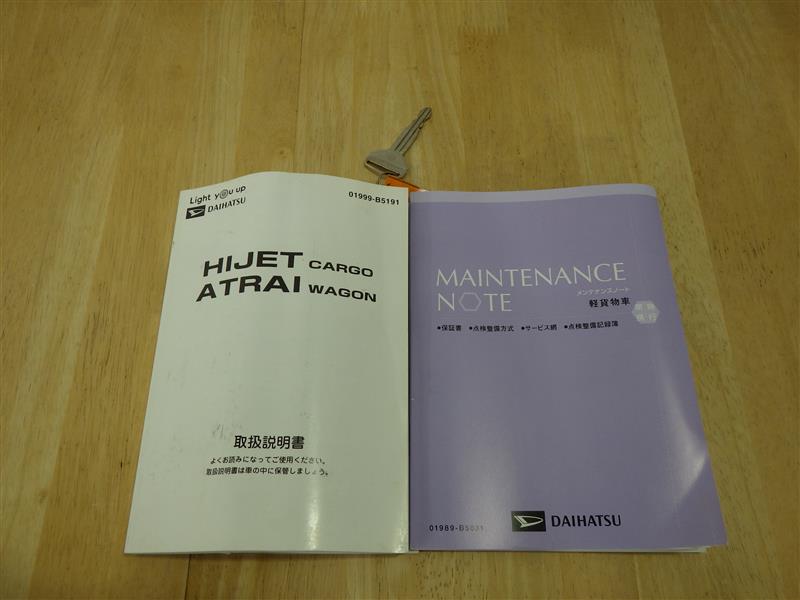 Light you up
DAIHATSU
01999-B5191
HIJET CARGO
ATRAI WAGON
取扱説明書
よくお読みになってご使用ください。
取扱説明書は車の中に保管しましょう。
MAINTENANCE
NOTE
メンテナンスノート
軽貨物車
禁無
携行
●保証書 ●点検整備方式 ●サービス網 ●点検整備記録簿
01989-B5031
DAIHATSU